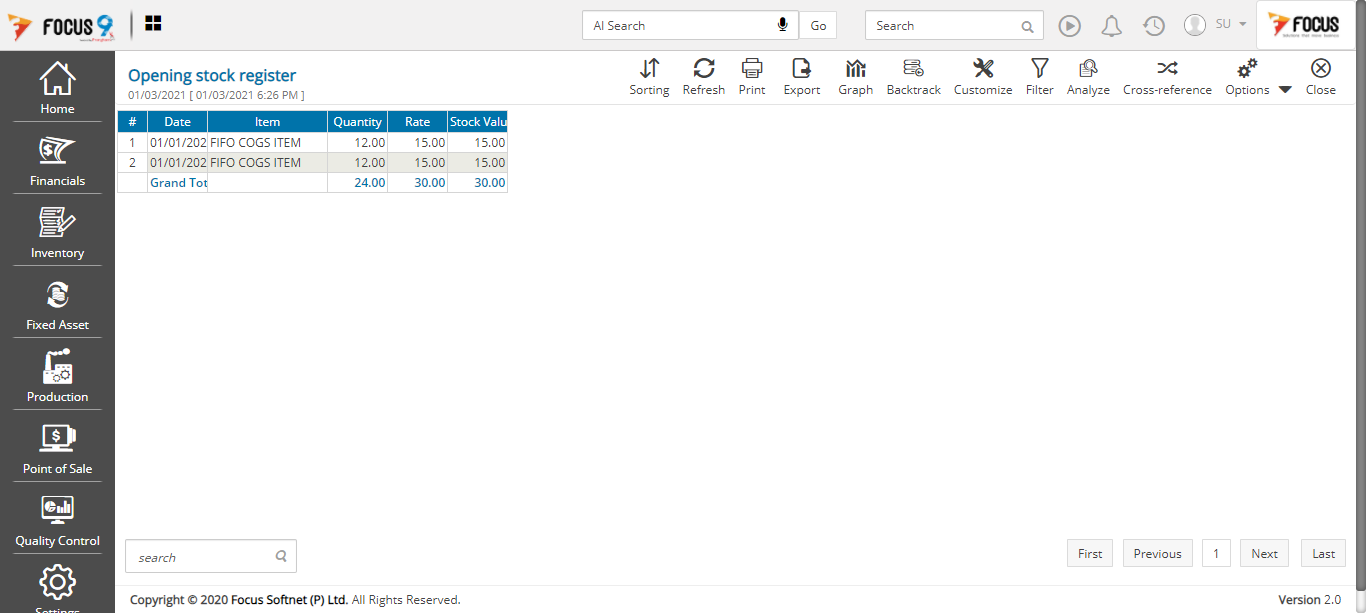 FOCUS 9
AI Search
Go
Search
SU
FOCUS
Home
Financials
Inventory
Fixed Asset
Production
Point of Sale
Quality Control
Settings
Opening stock register
01/03/2021 [ 01/03/2021 6:26 PM ]
Sorting Refresh Print Export Graph Backtrack Customize Filter Analyze Cross-reference Options Close
# Date Item Quantity Rate Stock Valu
1 01/01/202 FIFO COGS ITEM 12.00 15.00 15.00
2 01/01/202 FIFO COGS ITEM 12.00 15.00 15.00
Grand Tot 24.00 30.00 30.00
search
First Previous 1 Next Last
Copyright © 2020 Focus Softnet (P) Ltd. All Rights Reserved.
Version 2.0